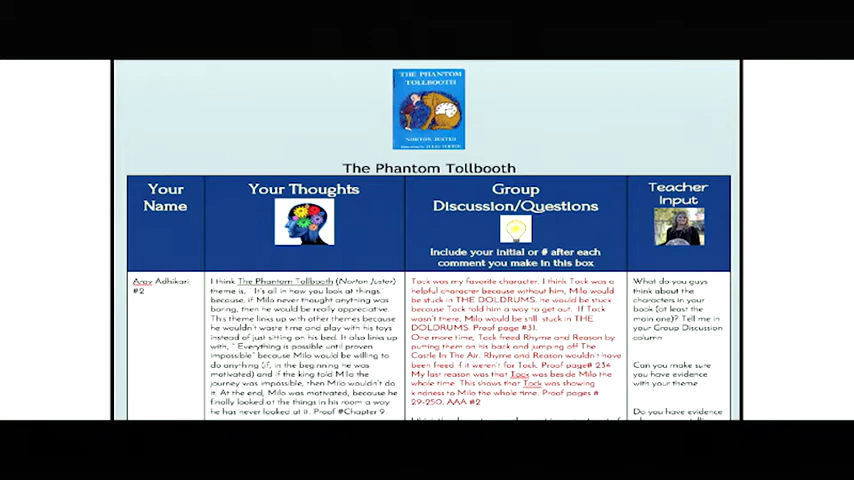 THE PHANTOM
TOLLBOOTH
NORTON JUSTER
The Phantom Tollbooth
Your
Name
Your Thoughts
Group
Discussion/Questions
Include your initial or # after each
comment you make in this box
Teacher
Input
Arav Adhikari
#2
I think The Phantom Tollbooth (Norton Juster)
theme is, "It's all in how you look at things."
because, if Milo never thought anything was
boring, then he would be really appreciative.
This theme links up with other themes because
he wouldn't waste time and play with his toys
instead of just sitting on his bed. It also links up
with, " Everything is possible until proven
impossible" because Milo would be willing to
do anything (if, in the beginning he was
motivated) and if the king told Milo the
journey was impossible, then Milo wouldn't do
it. At the end, Milo was motivated, because he
finally looked at the things in his room a way
he has never looked at it. Proof #Chapter 9.
Tock was my favorite character. I think Tock was a
helpful character because without him, Milo would
be stuck in THE DOLDRUMS. he would be stuck
because Tock told him a way to get out. If Tock
wasn't there, Milo would be still stuck in THE
DOLDRUMS. Proof page #31.
One more time, Tock freed Rhyme and Reason by
putting them on his back and jumping off The
Castle In The Air. Rhyme and Reason wouldn't have
been freed if it weren't for Tock. Proof page# 234
My last reason was that Tock was beside Milo the
whole time. This shows that Tock was showing
kindness to Milo the whole time. Proof pages #
29-250. AAA #2
What do you guys
think about the
characters in your
book (at least the
main one)? Tell me in
your Group Discussion
column
Can you make sure
you have evidence
with your theme
Do you have evidence